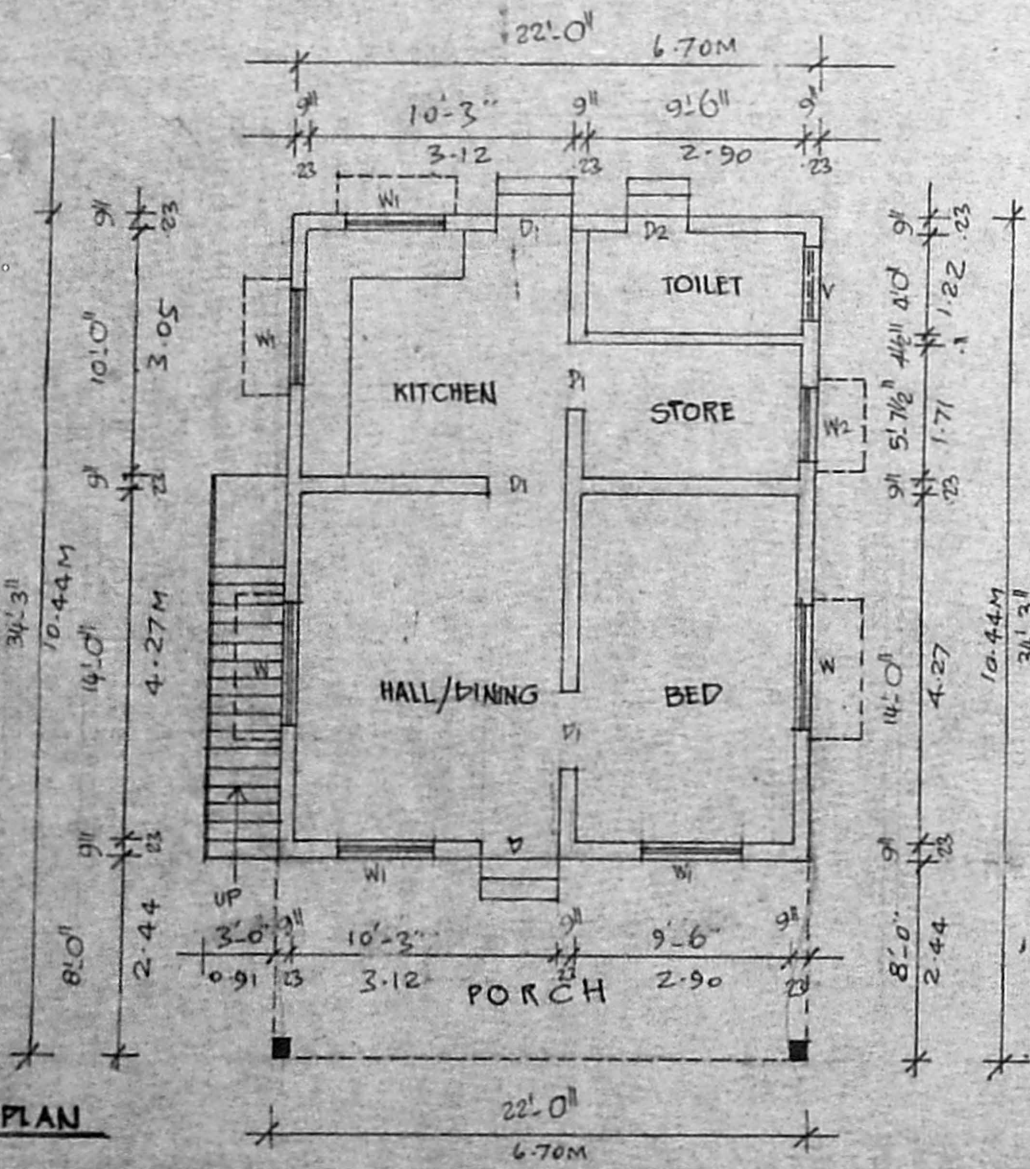 22'-0"
6.70M
9" 10'-3" 9" 9'-6" 9"
.23 3.12 .23 2.90 .23
W1 D1 D2
9" .23
TOILET V
10'-0" 3.05
W1
4'-0" 1.22
4½" .11
KITCHEN D1 STORE W2
5'-7½" 1.71
9" 23 D1 9" .23
34'-3" 10.44M
14'-0" 4.27M
W HALL/DINING BED W
14'-0" 4.27
10.44M 34'-3"
D1
9" 23 D 9" .23
W1 W1
UP
3'-0" 9" 10'-3" 9" 9'-6" 9"
0.91 23 3.12 23 2.90 23
8'-0" 2.44
PORCH
8'-0" 2.44
22'-0"
6.70M
PLAN